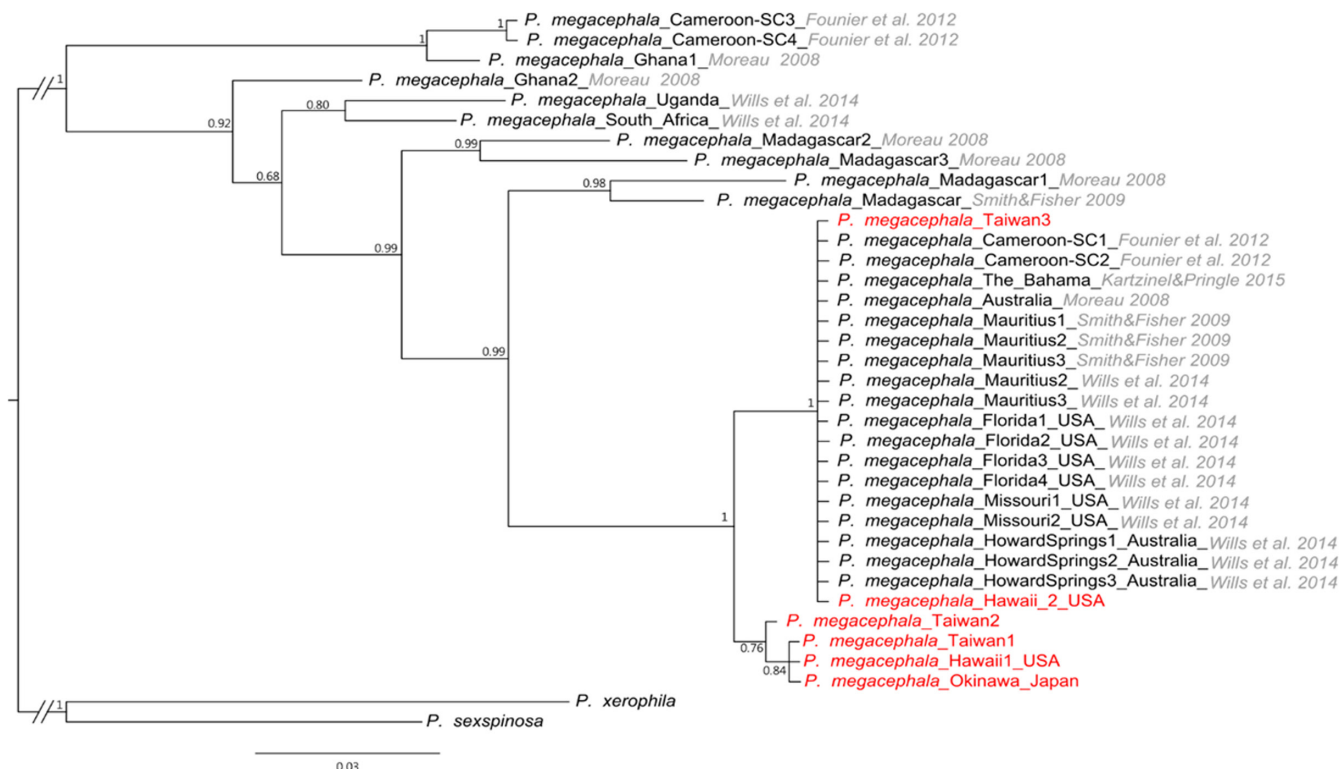 1 P. megacephala_Cameroon-SC3_Founier et al. 2012
1 P. megacephala_Cameroon-SC4_Founier et al. 2012
P. megacephala_Ghana1_Moreau 2008
1 P. megacephala_Ghana2_Moreau 2008
0.80 P. megacephala_Uganda_Wills et al. 2014
0.92 P. megacephala_South_Africa_Wills et al. 2014
0.99 P. megacephala_Madagascar2_Moreau 2008
P. megacephala_Madagascar3_Moreau 2008
0.68 0.98 P. megacephala_Madagascar1_Moreau 2008
P. megacephala_Madagascar_Smith&Fisher 2009
P. megacephala_Taiwan3
P. megacephala_Cameroon-SC1_Founier et al. 2012
0.99 P. megacephala_Cameroon-SC2_Founier et al. 2012
P. megacephala_The_Bahama_Kartzinel&Pringle 2015
P. megacephala_Australia_Moreau 2008
P. megacephala_Mauritius1_Smith&Fisher 2009
P. megacephala_Mauritius2_Smith&Fisher 2009
0.99 P. megacephala_Mauritius3_Smith&Fisher 2009
P. megacephala_Mauritius2_Wills et al. 2014
1 P. megacephala_Mauritius3_Wills et al. 2014
P. megacephala_Florida1_USA_Wills et al. 2014
P. megacephala_Florida2_USA_Wills et al. 2014
P. megacephala_Florida3_USA_Wills et al. 2014
P. megacephala_Florida4_USA_Wills et al. 2014
P. megacephala_Missouri1_USA_Wills et al. 2014
1 P. megacephala_Missouri2_USA_Wills et al. 2014
P. megacephala_HowardSprings1_Australia_Wills et al. 2014
P. megacephala_HowardSprings2_Australia_Wills et al. 2014
P. megacephala_HowardSprings3_Australia_Wills et al. 2014
P. megacephala_Hawaii_2_USA
P. megacephala_Taiwan2
0.76 P. megacephala_Taiwan1
0.84 P. megacephala_Hawaii1_USA
P. megacephala_Okinawa_Japan
1 P. xerophila
P. sexspinosa
0.03